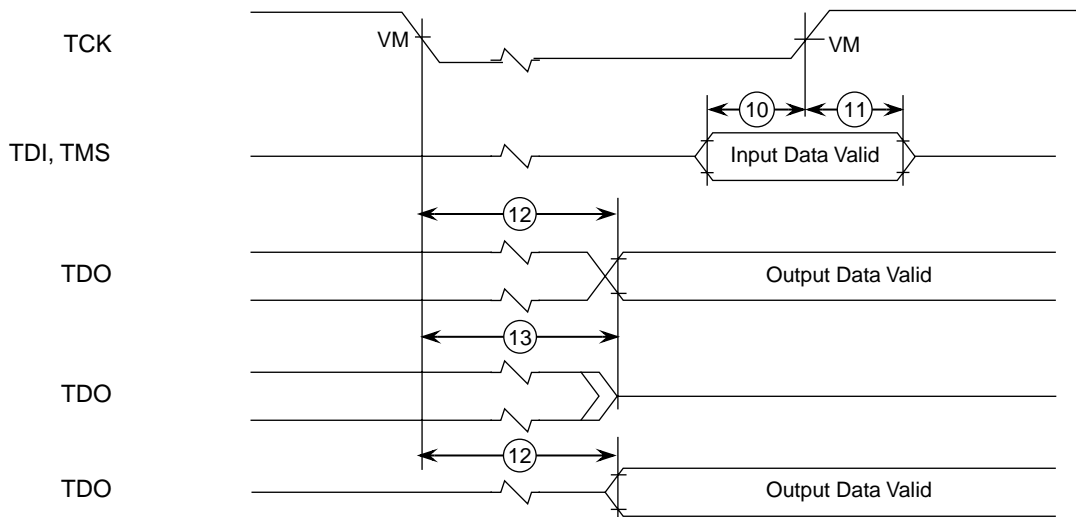 TCK
VM
VM
10
11
TDI, TMS
Input Data Valid
12
TDO
Output Data Valid
13
TDO
12
TDO
Output Data Valid